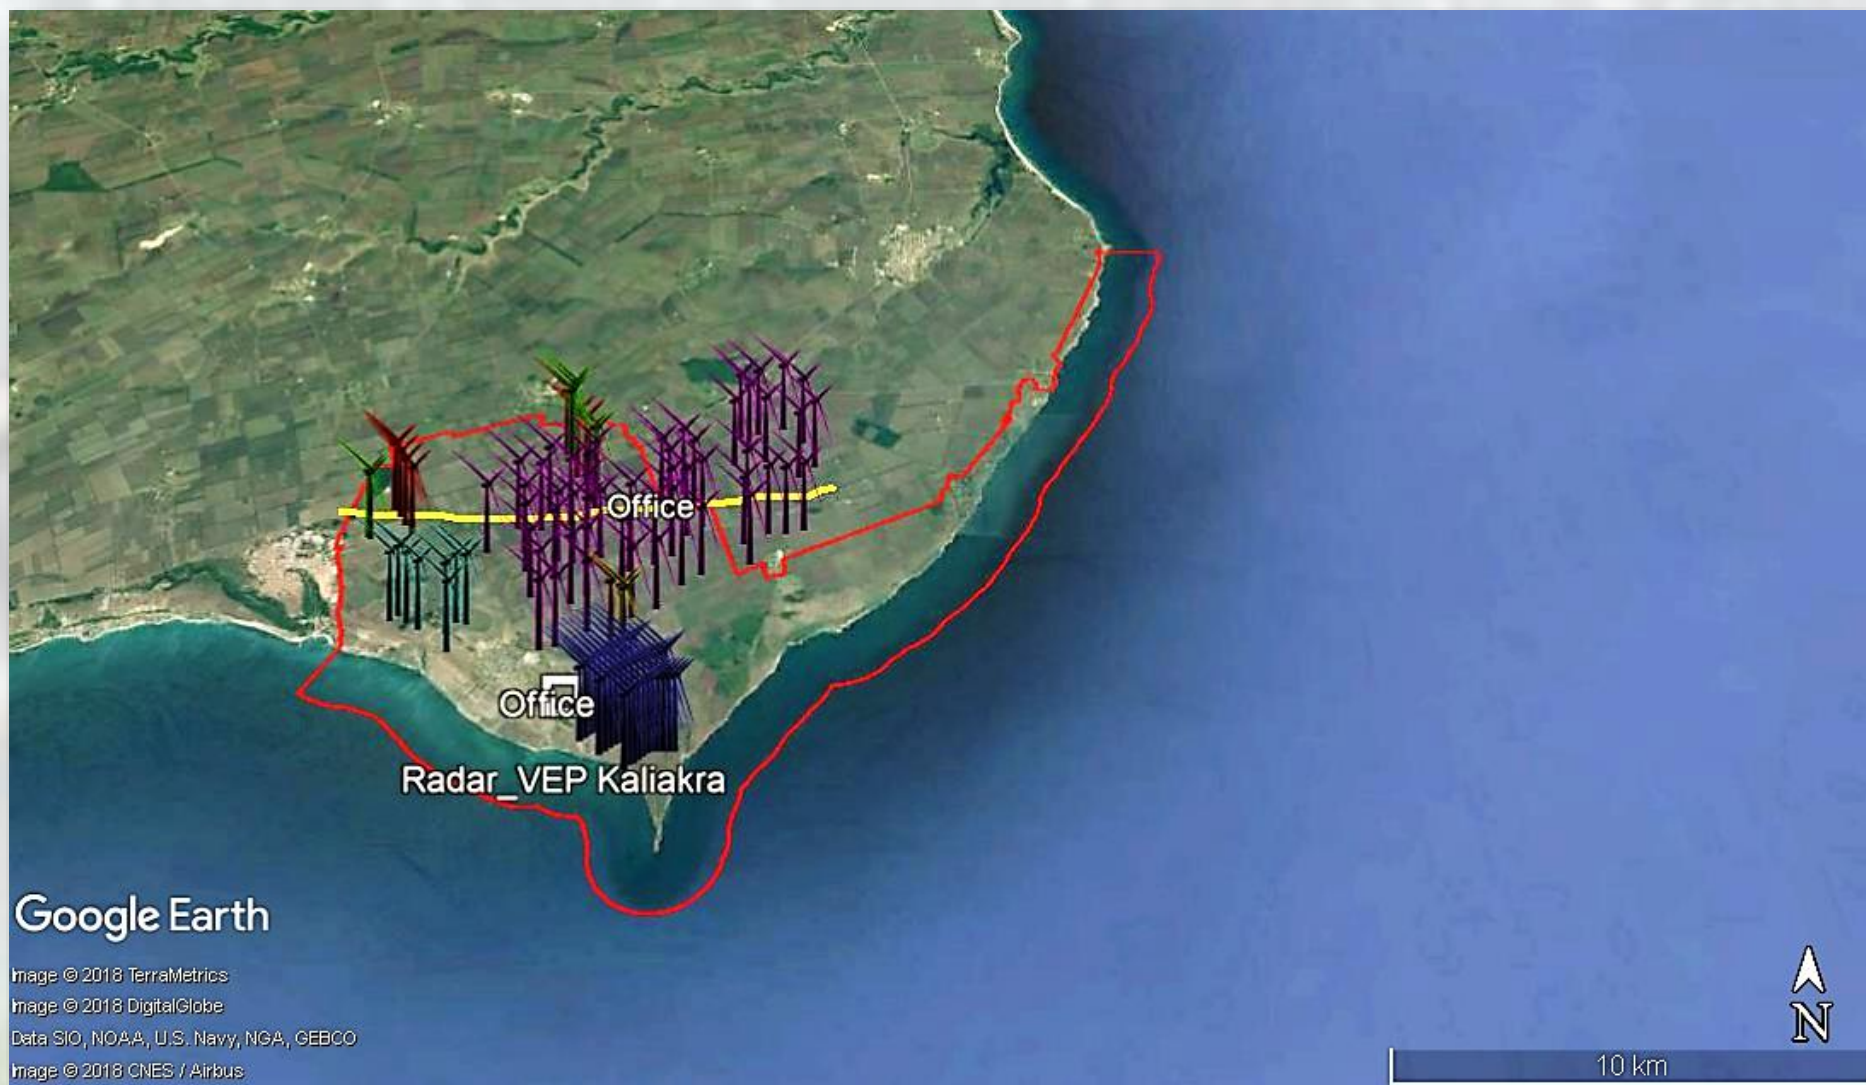 Office
Office
Radar_VEP Kaliakra
Google Earth
Image © 2018 TerraMetrics
Image © 2018 DigitalGlobe
Data SIO, NOAA, U.S. Navy, NGA, GEBCO
Image © 2018 CNES / Airbus
N
10 km